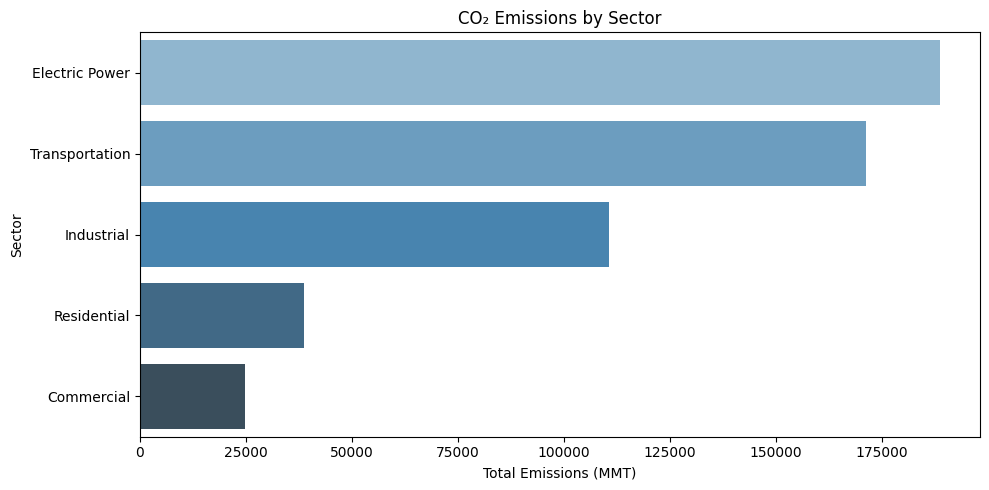 CO₂ Emissions by Sector
Electric Power
Transportation
Industrial
Residential
Commercial
Sector
0 25000 50000 75000 100000 125000 150000 175000
Total Emissions (MMT)